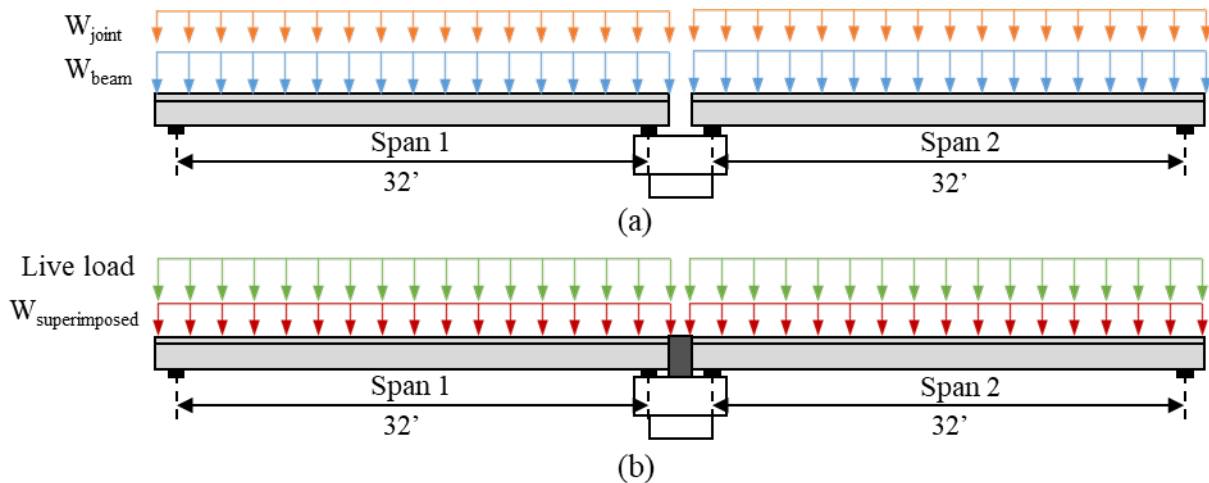 W_joint
W_beam
Span 1 Span 2
32’ 32’
(a)
Live load
W_superimposed
Span 1 Span 2
32’ 32’
(b)